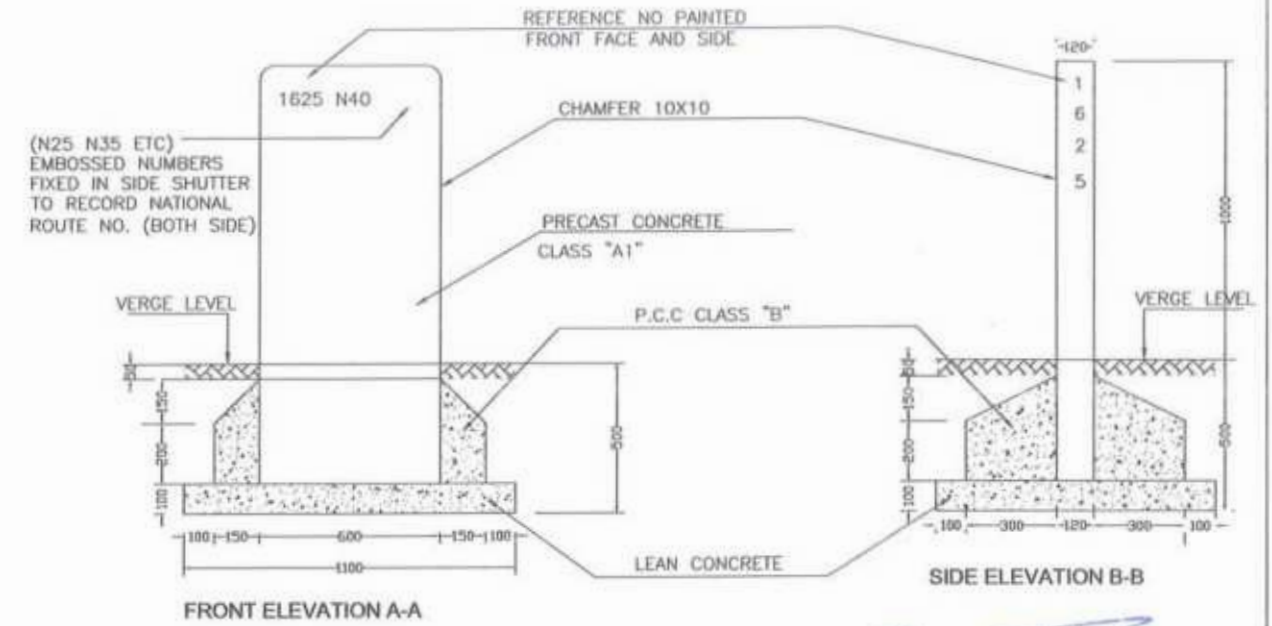 REFERENCE NO PAINTED
FRONT FACE AND SIDE
1625 N40
(N25 N35 ETC)
EMBOSSED NUMBERS
FIXED IN SIDE SHUTTER
TO RECORD NATIONAL
ROUTE NO. (BOTH SIDE)
CHAMFER 10X10
PRECAST CONCRETE
CLASS "A1"
VERGE LEVEL
P.C.C CLASS "B"
50
150
200
100
500
100 150 600 150 100
1100
LEAN CONCRETE
FRONT ELEVATION A-A
120
1
6
2
5
1000
VERGE LEVEL
50
150
200
100
500
100 300 120 300 100
SIDE ELEVATION B-B